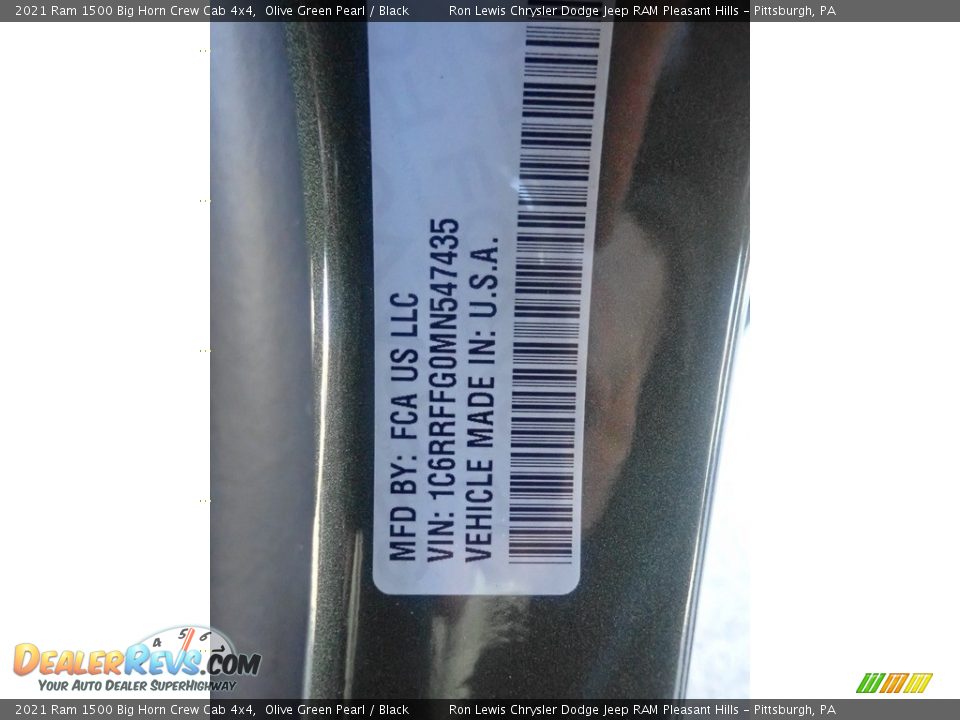 2021 Ram 1500 Big Horn Crew Cab 4x4, Olive Green Pearl / Black Ron Lewis Chrysler Dodge Jeep RAM Pleasant Hills - Pittsburgh, PA
MFD BY: FCA US LLC
VIN: 1C6RRFFG0MN547435
VEHICLE MADE IN: U.S.A.
4 5 6
DEALERREVS.COM
YOUR AUTO DEALER SUPERHIGHWAY
2021 Ram 1500 Big Horn Crew Cab 4x4, Olive Green Pearl / Black Ron Lewis Chrysler Dodge Jeep RAM Pleasant Hills - Pittsburgh, PA